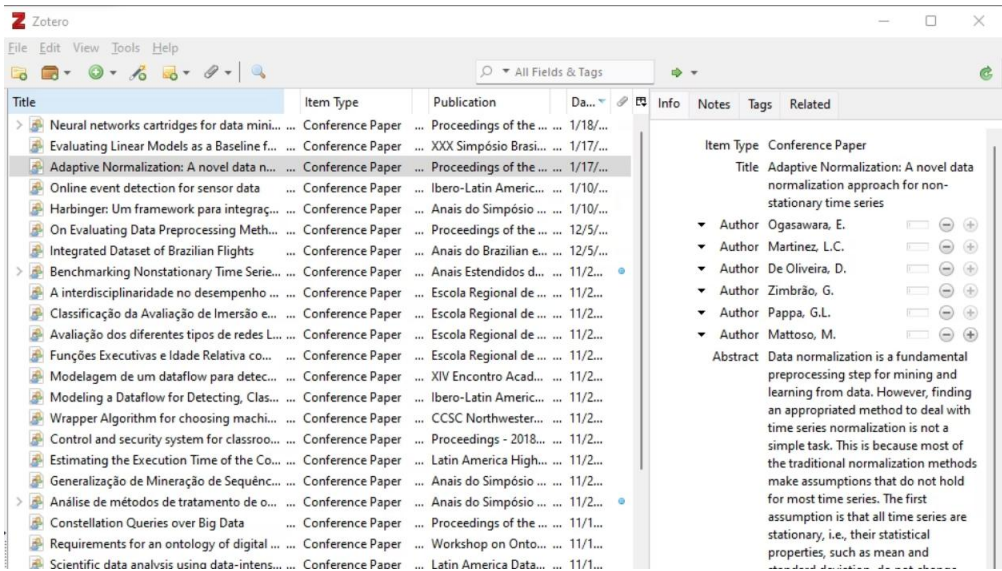 Zotero
File Edit View Tools Help
All Fields & Tags
Title Item Type Publication Da...
Neural networks cartridges for data mini... ... Conference Paper ... Proceedings of the ... ... 1/18/...
Evaluating Linear Models as a Baseline f... ... Conference Paper ... XXX Simpósio Brasi... ... 1/17/...
Adaptive Normalization: A novel data n... ... Conference Paper ... Proceedings of the ... ... 1/17/...
Online event detection for sensor data ... Conference Paper ... Ibero-Latin Americ... ... 1/10/...
Harbinger: Um framework para integraç... ... Conference Paper ... Anais do Simpósio ... ... 1/10/...
On Evaluating Data Preprocessing Meth... ... Conference Paper ... Proceedings of the ... ... 12/5/...
Integrated Dataset of Brazilian Flights ... Conference Paper ... Anais do Brazilian e... ... 12/5/...
Benchmarking Nonstationary Time Serie... ... Conference Paper ... Anais Estendidos d... ... 11/2...
A interdisciplinaridade no desempenho ... ... Conference Paper ... Escola Regional de ... ... 11/2...
Classificação da Avaliação de Imersão e... ... Conference Paper ... Escola Regional de ... ... 11/2...
Avaliação dos diferentes tipos de redes L... ... Conference Paper ... Escola Regional de ... ... 11/2...
Funções Executivas e Idade Relativa co... ... Conference Paper ... Escola Regional de ... ... 11/2...
Modelagem de um dataflow para detec... ... Conference Paper ... XIV Encontro Acad... ... 11/2...
Modeling a Dataflow for Detecting, Clas... ... Conference Paper ... Ibero-Latin Americ... ... 11/2...
Wrapper Algorithm for choosing machi... ... Conference Paper ... CCSC Northwester... ... 11/2...
Control and security system for classroo... ... Conference Paper ... Proceedings - 2018... ... 11/2...
Estimating the Execution Time of the Co... ... Conference Paper ... Latin America High... ... 11/2...
Generalização de Mineração de Sequênc... ... Conference Paper ... Anais do Simpósio ... ... 11/2...
Análise de métodos de tratamento de o... ... Conference Paper ... Anais do Simpósio ... ... 11/2...
Constellation Queries over Big Data ... Conference Paper ... Proceedings of the ... ... 11/1...
Requirements for an ontology of digital ... ... Conference Paper ... Workshop on Onto... ... 11/1...
Scientific data analysis using data-intens... ... Conference Paper ... Latin America Data... ... 11/1...
Info Notes Tags Related
Item Type Conference Paper
Title Adaptive Normalization: A novel data
normalization approach for non-
stationary time series
Author Ogasawara, E.
Author Martinez, L.C.
Author De Oliveira, D.
Author Zimbrão, G.
Author Pappa, G.L.
Author Mattoso, M.
Abstract Data normalization is a fundamental
preprocessing step for mining and
learning from data. However, finding
an appropriated method to deal with
time series normalization is not a
simple task. This is because most of
the traditional normalization methods
make assumptions that do not hold
for most time series. The first
assumption is that all time series are
stationary, i.e., their statistical
properties, such as mean and
standard deviation, do not change